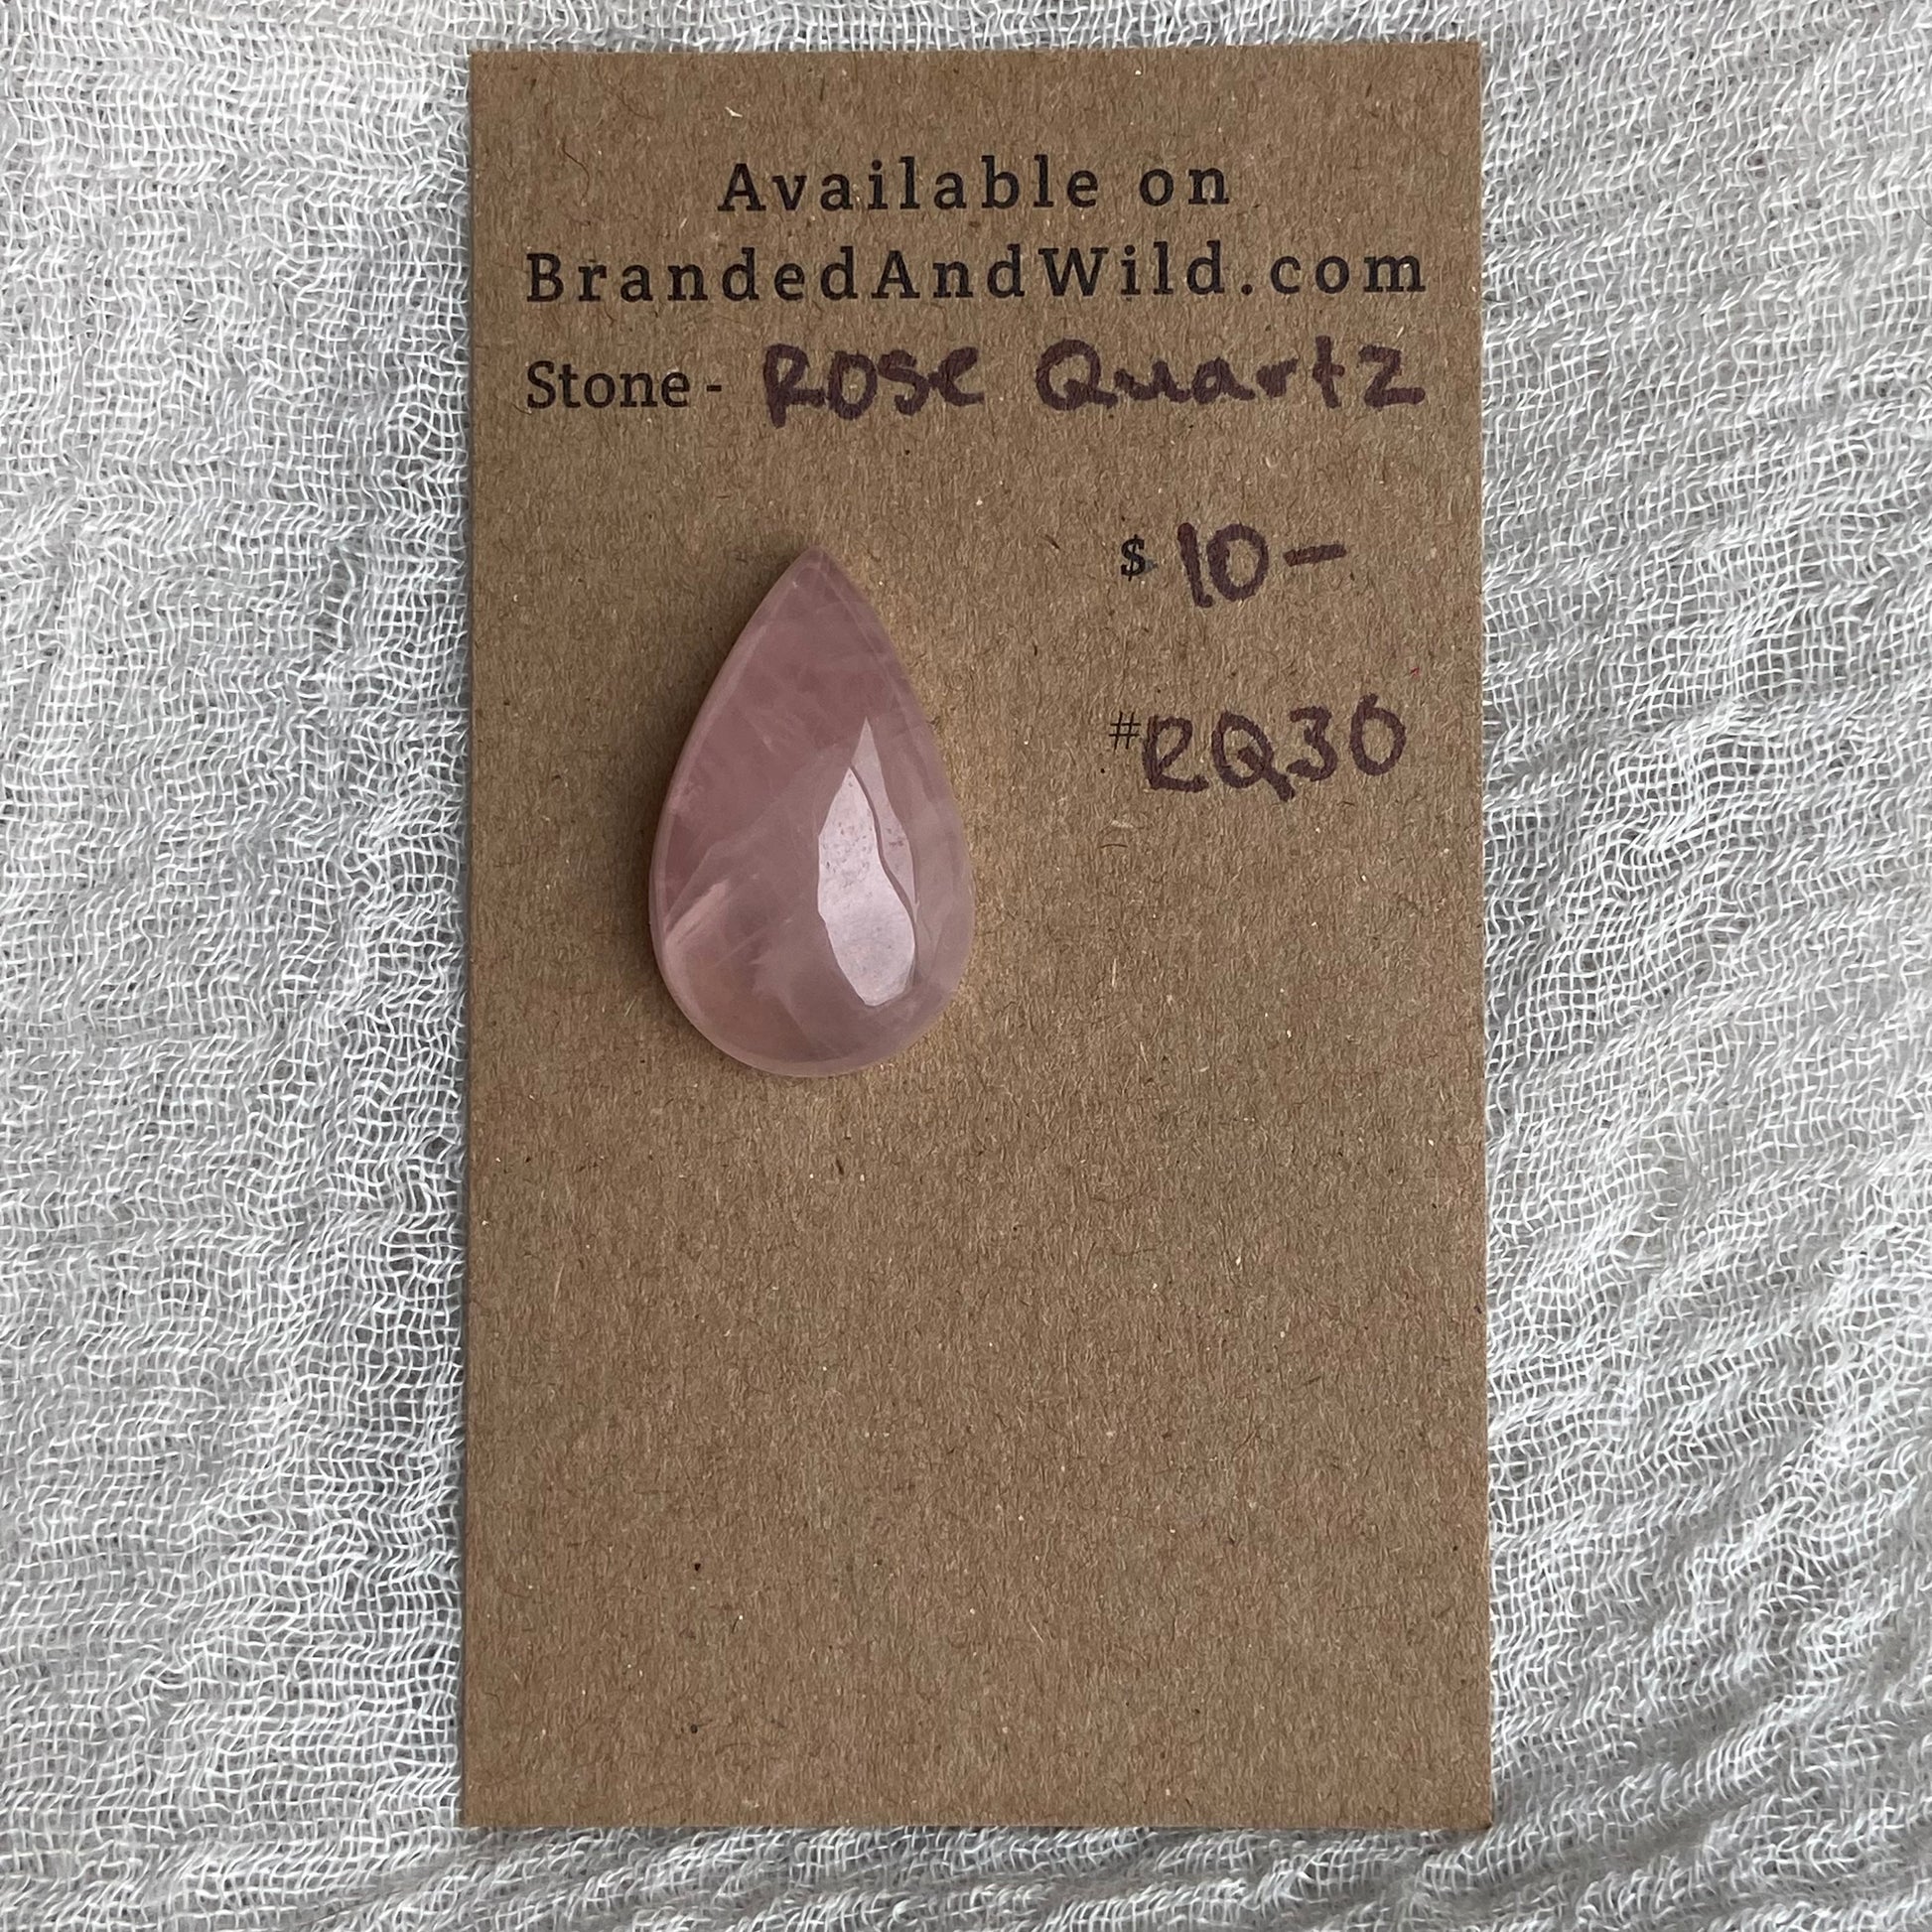 Available on
BrandedAndWild.com
Stone - Rose Quartz
$ 10-
#RQ30